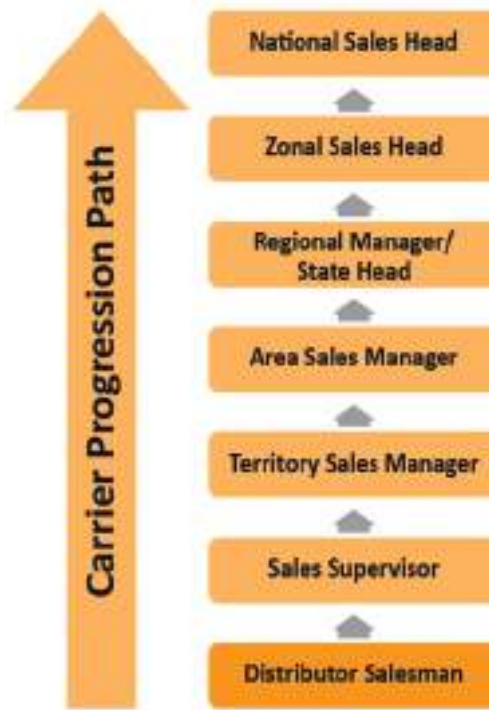 National Sales Head
Zonal Sales Head
Regional Manager/
State Head
Area Sales Manager
Territory Sales Manager
Sales Supervisor
Distributor Salesman
Carrier Progression Path